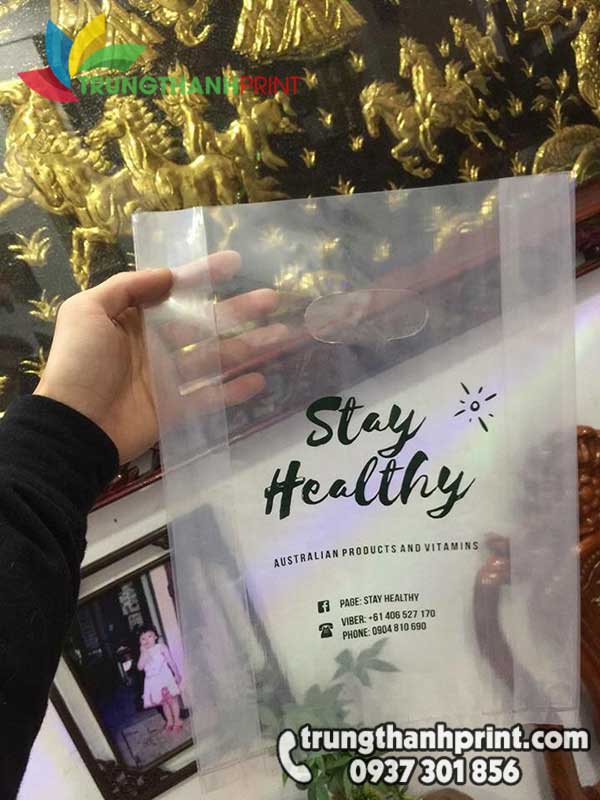 TRUNGTHANHPRINT
Stay
Healthy
AUSTRALIAN PRODUCTS AND VITAMINS
PAGE: STAY HEALTHY
VIBER: +61 406 527 170
PHONE: 0904 810 690
trungthanhprint.com
0937 301 856